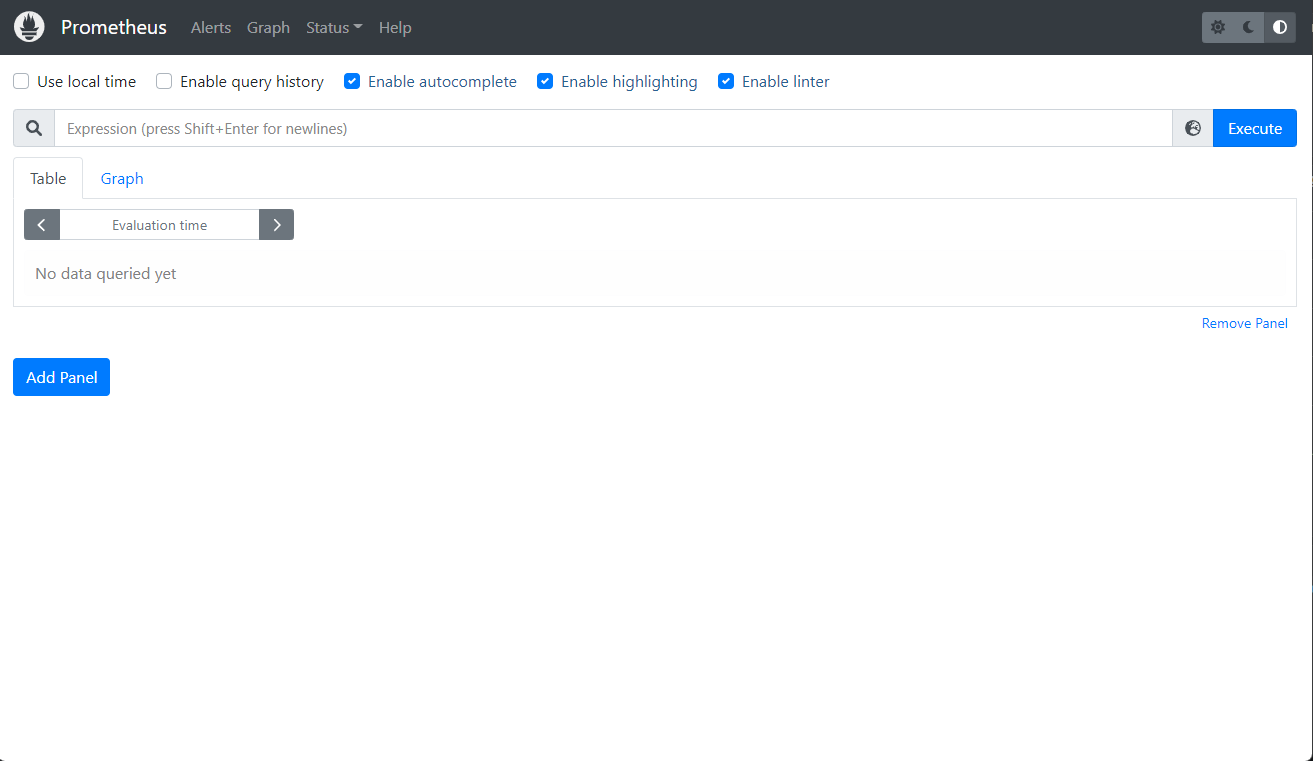 Prometheus Alerts Graph Status Help
Use local time Enable query history Enable autocomplete Enable highlighting Enable linter
Expression (press Shift+Enter for newlines) Execute
Table Graph
Evaluation time
No data queried yet
Remove Panel
Add Panel